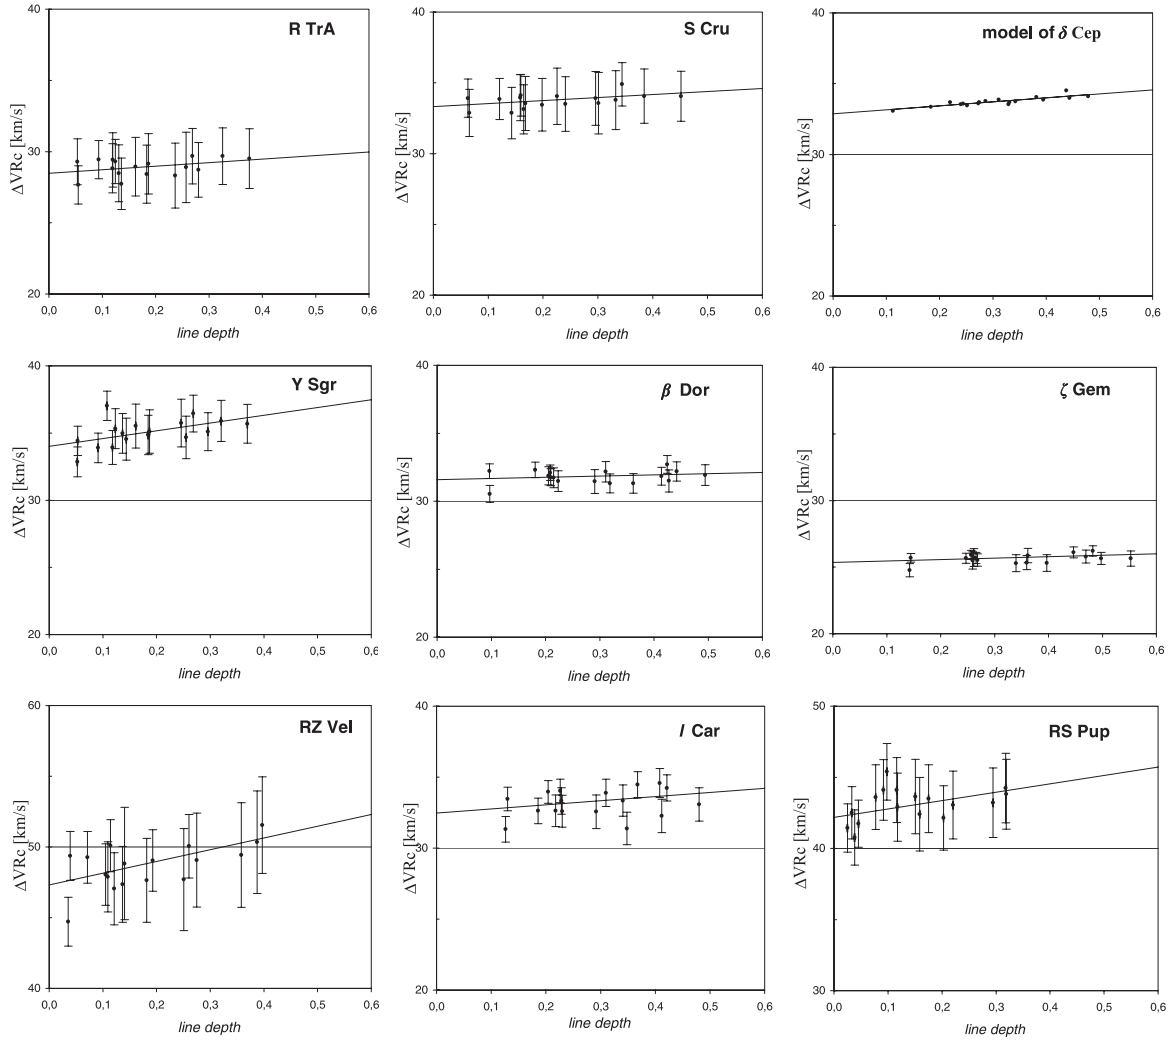 R TrA
ΔVRc [km/s]
40
30
20
0,0 0,1 0,2 0,3 0,4 0,5 0,6
line depth
S Cru
ΔVRc [km/s]
40
30
20
0,0 0,1 0,2 0,3 0,4 0,5 0,6
line depth
model of δ Cep
ΔVRc [km/s]
40
30
20
0,0 0,1 0,2 0,3 0,4 0,5 0,6
line depth
Y Sgr
ΔVRc [km/s]
40
30
20
0,0 0,1 0,2 0,3 0,4 0,5 0,6
line depth
β Dor
ΔVRc [km/s]
40
30
20
0,0 0,1 0,2 0,3 0,4 0,5 0,6
line depth
ζ Gem
ΔVRc [km/s]
40
30
20
0,0 0,1 0,2 0,3 0,4 0,5 0,6
line depth
RZ Vel
ΔVRc [km/s]
60
50
40
0,0 0,1 0,2 0,3 0,4 0,5 0,6
line depth
l Car
ΔVRc [km/s]
40
30
20
0,0 0,1 0,2 0,3 0,4 0,5 0,6
line depth
RS Pup
ΔVRc [km/s]
50
40
30
0,0 0,1 0,2 0,3 0,4 0,5 0,6
line depth